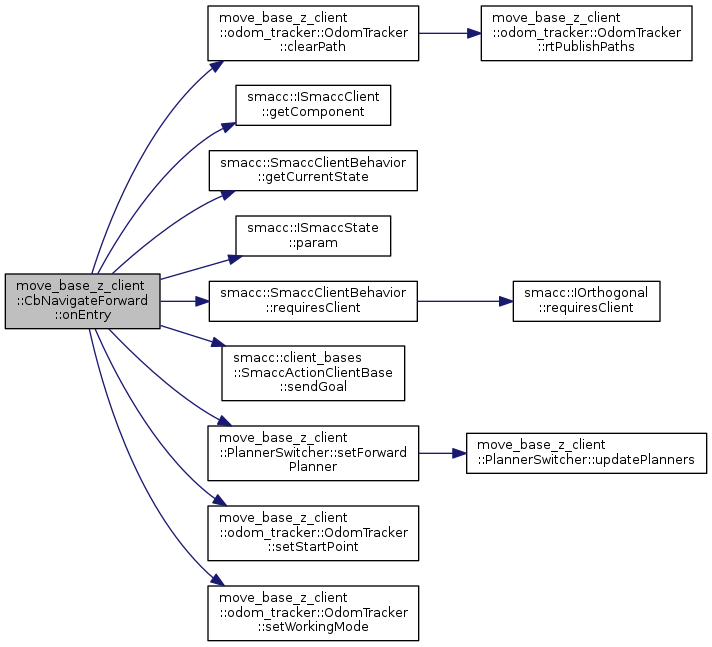 move_base_z_client
::CbNavigateForward
::onEntry
move_base_z_client
::odom_tracker::OdomTracker
::clearPath
move_base_z_client
::odom_tracker::OdomTracker
::rtPublishPaths
smacc::ISmaccClient
::getComponent
smacc::SmaccClientBehavior
::getCurrentState
smacc::ISmaccState
::param
smacc::SmaccClientBehavior
::requiresClient
smacc::IOrthogonal
::requiresClient
smacc::client_bases
::SmaccActionClientBase
::sendGoal
move_base_z_client
::PlannerSwitcher::setForward
Planner
move_base_z_client
::PlannerSwitcher::updatePlanners
move_base_z_client
::odom_tracker::OdomTracker
::setStartPoint
move_base_z_client
::odom_tracker::OdomTracker
::setWorkingMode